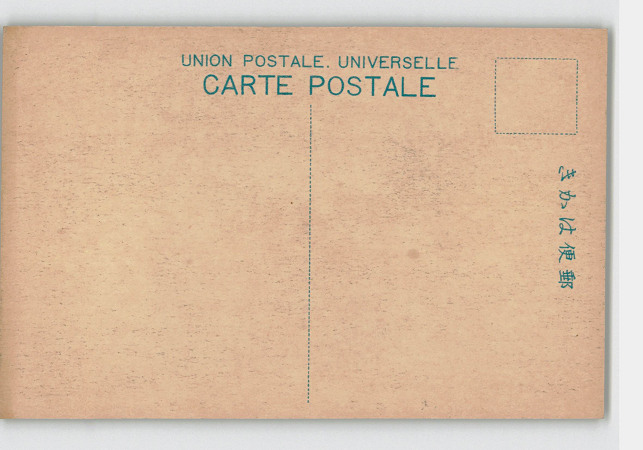 UNION POSTALE. UNIVERSELLE
CARTE POSTALE
郵便はかき